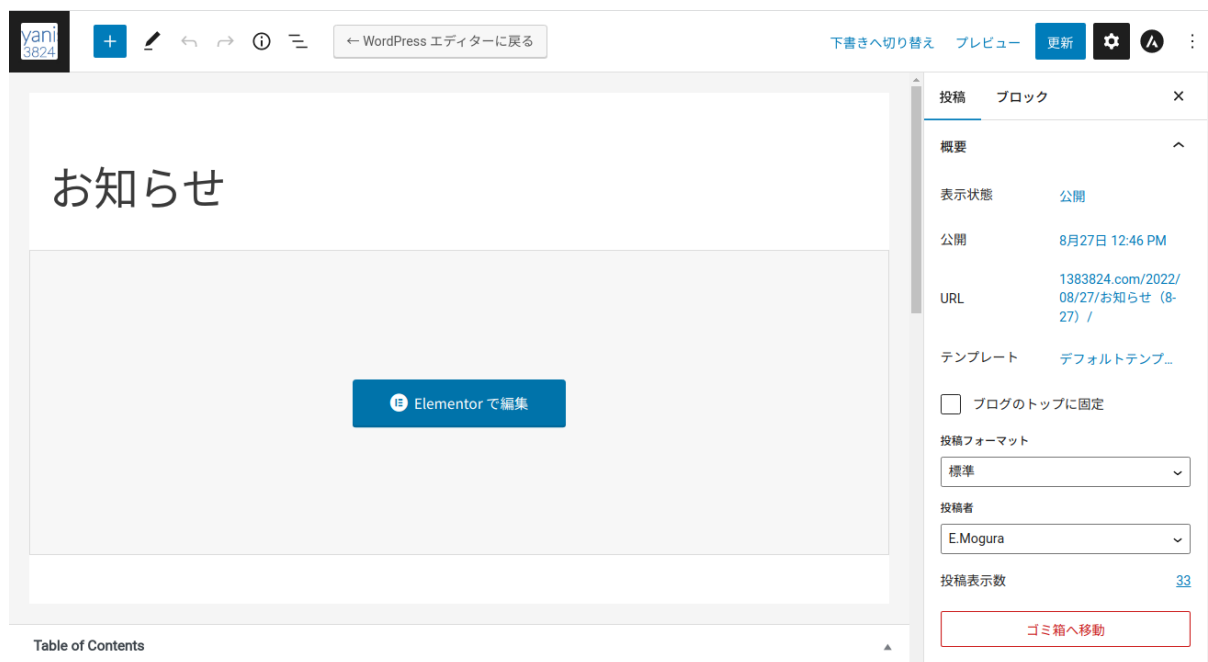 yani
3824
← WordPress エディターに戻る
下書きへ切り替え
プレビュー
更新
投稿
ブロック
お知らせ
Elementor で編集
Table of Contents
概要
表示状態
公開
公開
8月27日 12:46 PM
URL
1383824.com/2022/
08/27/お知らせ（8-
27）/
テンプレート
デフォルトテンプ...
ブログのトップに固定
投稿フォーマット
標準
投稿者
E.Mogura
投稿表示数
33
ゴミ箱へ移動